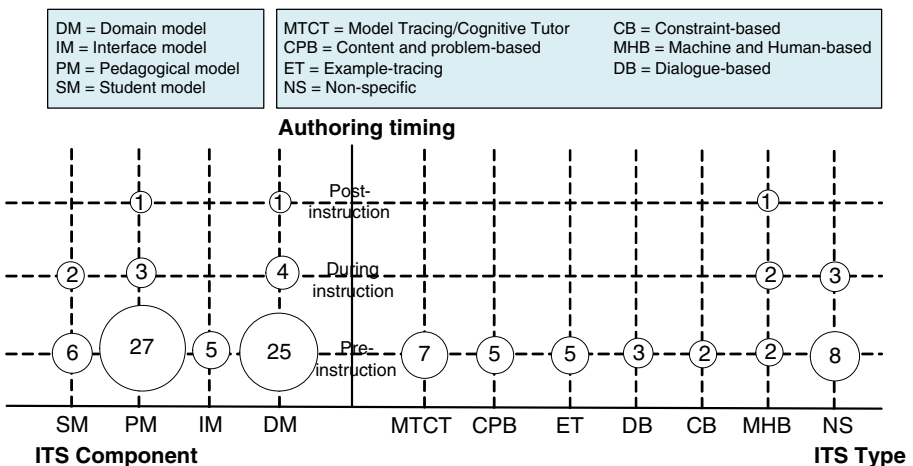 DM = Domain model
IM = Interface model
PM = Pedagogical model
SM = Student model
MTCT = Model Tracing/Cognitive Tutor
CPB = Content and problem-based
ET = Example-tracing
NS = Non-specific
CB = Constraint-based
MHB = Machine and Human-based
DB = Dialogue-based
Authoring timing
1 1 Post-
instruction 1
2 3 4 During
instruction 2 3
6 27 5 25 Pre-
instruction 7 5 5 3 2 2 8
SM PM IM DM MTCT CPB ET DB CB MHB NS
ITS Component ITS Type